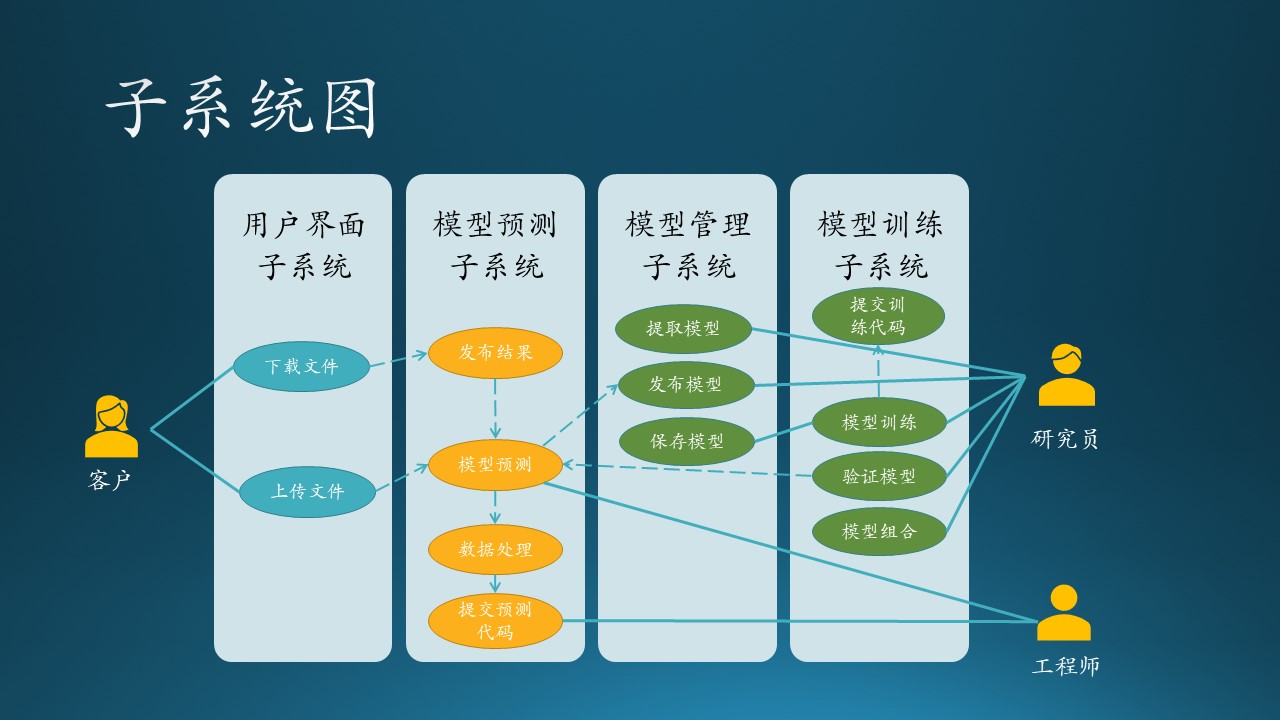 子系统图
用户界面
子系统
下载文件
上传文件
模型预测
子系统
发布结果
模型预测
数据处理
提交预测
代码
模型管理
子系统
提取模型
发布模型
保存模型
模型训练
子系统
提交训
练代码
模型训练
验证模型
模型组合
客户
研究员
工程师